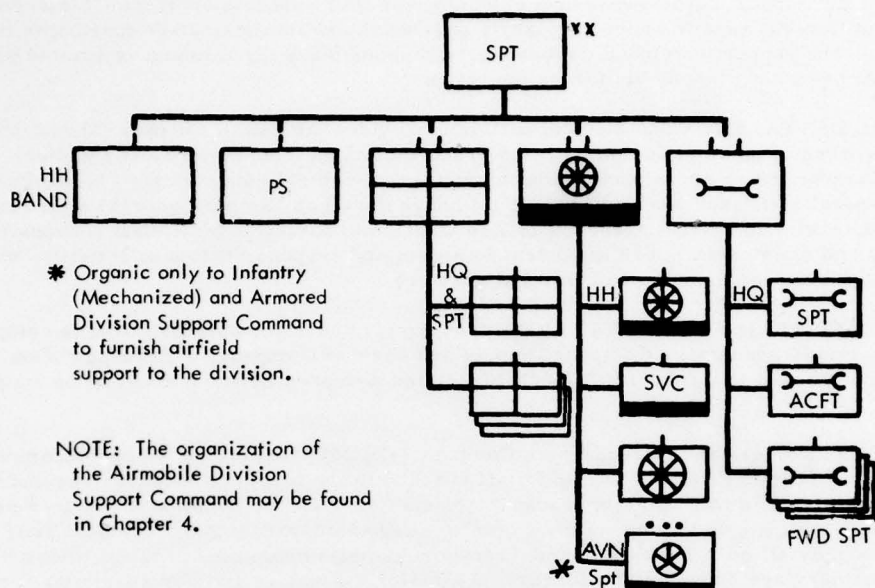 XX
SPT
HH
BAND
PS
* Organic only to Infantry
(Mechanized) and Armored
Division Support Command
to furnish airfield
support to the division.
HQ
&
SPT
HH
HQ
SPT
SVC
ACFT
NOTE: The organization of
the Airmobile Division
Support Command may be found
in Chapter 4.
FWD SPT
* AVN
Spt